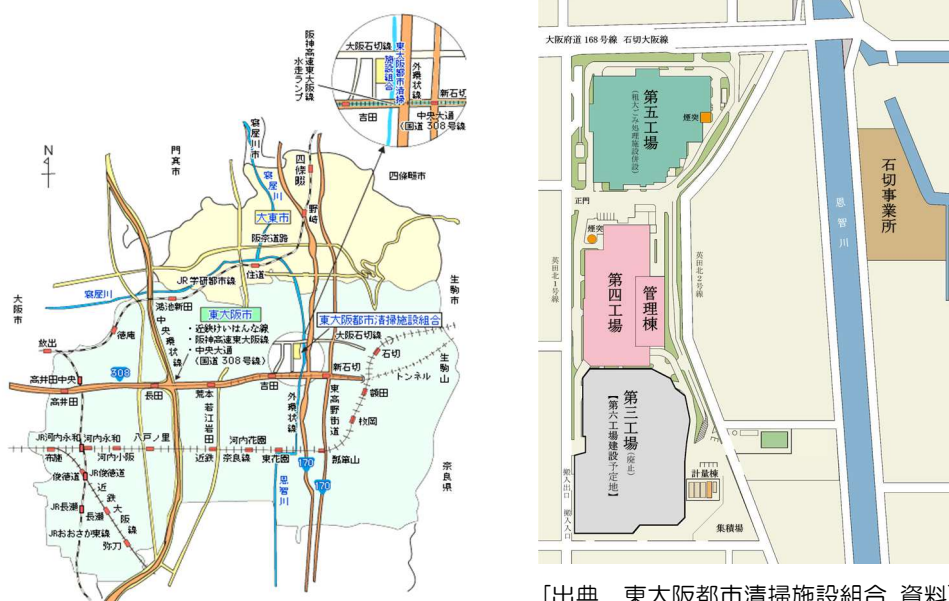 阪神高速東大阪線
水走ランプ
大阪石切線
東大阪都市清掃
施設組合
外環状線
新石切
吉田
中央大通
(国道308号線)
N
門真市
寝屋川市
寝屋川
四條畷
四條畷市
大東市
野崎
阪奈道路
住道
JR学研都市線
寝屋川
鴻池新田
大阪市
生駒市
徳庵
放出
中央環状線
東大阪市
・近鉄けいはんな線
・阪神高速東大阪線
・中央大通
(国道308号線)
東大阪都市清掃施設組合
大阪石切線
石切
生駒山
トンネル
新石切
額田
枚岡
高井田中央
308
高井田
長田
荒本
吉田
外環状線
東高野街道
若江岩田
JR河内永和
河内永和
八戸ノ里
河内花園
布施
河内小阪
近鉄
奈良線
東花園
瓢箪山
俊徳道
JR俊徳道
近鉄大阪線
170
170
恩智川
奈良県
JR長瀬
長瀬
JRおおさか東線
弥刀
大阪府道168号線 石切大阪線
第五工場
(粗大ごみ処理施設併設)
煙突
石切事業所
正門
恩智川
煙突
英田北1号線
英田北2号線
第四工場
管理棟
第三工場(廃止)
【第六工場建設予定地】
搬入出口
搬入入口
計量棟
集積場
[出典 東大阪都市清掃施設組合 資料]